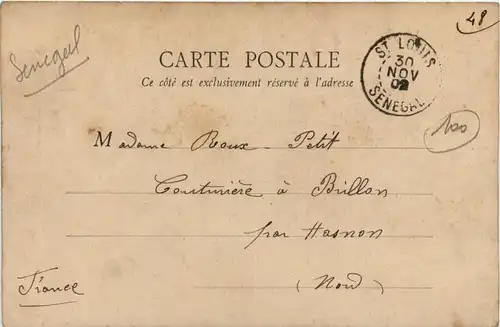 Senegal
48
CARTE POSTALE
Ce côté est exclusivement réservé à l'adresse
ST LOUIS
30
NOV
02
SENEGAL
100
Madame Roux-Petit
Couturière à Brillon
par Hasnon
(Nord)
France